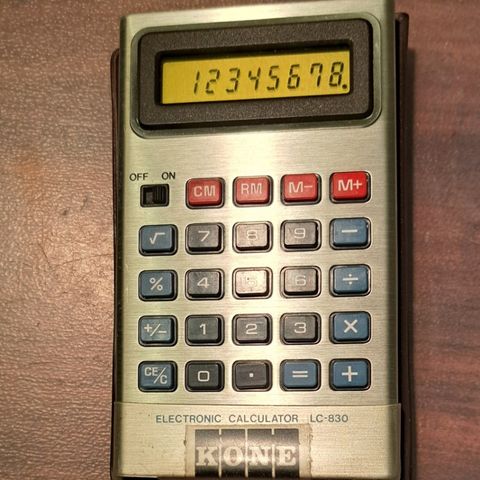 12345678.
OFF ON
CM RM M− M+
√ 7 8 9 −
% 4 5 6 ÷
+/− 1 2 3 ×
CE/C 0 . = +
ELECTRONIC CALCULATOR LC-830
KONE